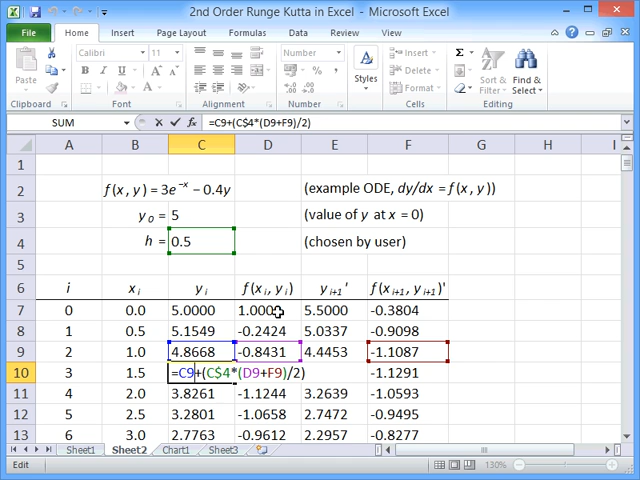 2nd Order Runge Kutta in Excel - Microsoft Excel
File Home Insert Page Layout Formulas Data Review View
Paste Calibri 11 Styles Number Insert Delete Format Sort & Filter Find & Select
Clipboard Font Alignment Number Cells Editing
SUM =C9+(C$4*(D9+F9)/2)
A B C D E F G H I
1
2 f(x, y) = 3e⁻ˣ − 0.4y (example ODE, dy/dx = f(x, y))
3 y₀ = 5 (value of y at x = 0)
4 h = 0.5 (chosen by user)
5
6 i xᵢ yᵢ f(xᵢ, yᵢ) yᵢ₊₁' f(xᵢ₊₁, yᵢ₊₁)'
7 0 0.0 5.0000 1.000 5.5000 -0.3804
8 1 0.5 5.1549 -0.2424 5.0337 -0.9098
9 2 1.0 4.8668 -0.8431 4.4453 -1.1087
10 3 1.5 =C9+(C$4*(D9+F9)/2) -1.1291
11 4 2.0 3.8261 -1.1244 3.2639 -1.0593
12 5 2.5 3.2801 -1.0658 2.7472 -0.9495
13 6 3.0 2.7763 -0.9612 2.2957 -0.8277
Sheet1 Sheet2 Chart1 Sheet3
Edit 130%